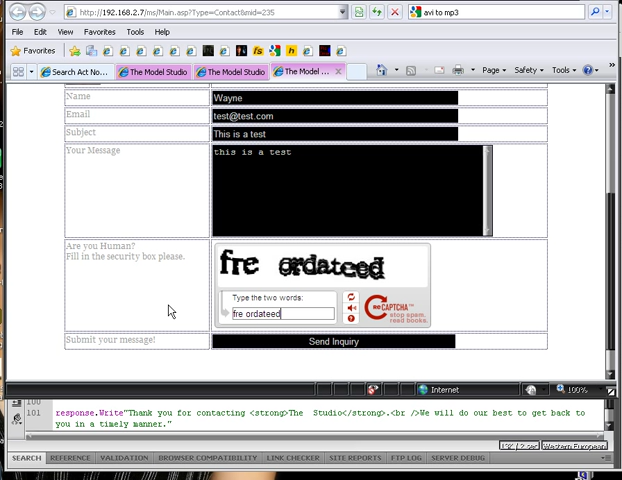 http://192.168.2.7/ms/Main.asp?Type=Contact&mid=235
avi to mp3
File Edit View Favorites Tools Help
Favorites
Search Act No... The Model Studio The Model Studio The Model ... Page Safety Tools
Name Wayne
Email test@test.com
Subject This is a test
Your Message this is a test
Are you Human?
Fill in the security box please.
fre ordateed
Type the two words:
fre ordateed
reCAPTCHA
stop spam.
read books.
Submit your message! Send Inquiry
Internet 100%
100
101 response.Write"Thank you for contacting <strong>The Studio</strong>.<br />We will do our best to get back to
you in a timely manner."
Western European
SEARCH REFERENCE VALIDATION BROWSER COMPATIBILITY LINK CHECKER SITE REPORTS FTP LOG SERVER DEBUG